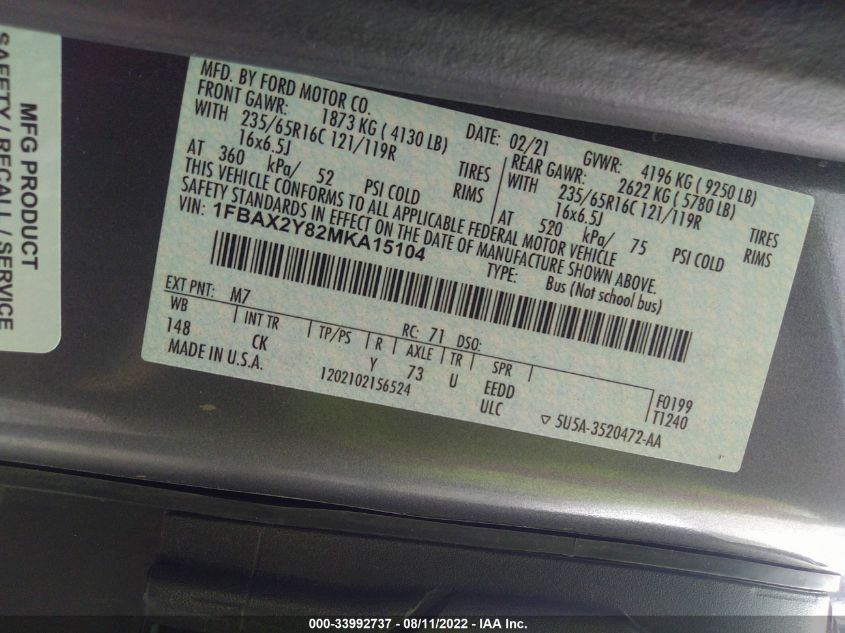 MFG PRODUCT
SAFETY / RECALL / SERVICE
MFD. BY FORD MOTOR CO.
DATE: 02/21 GVWR: 4196 KG ( 9250 LB)
FRONT GAWR: 1873 KG ( 4130 LB) REAR GAWR: 2622 KG ( 5780 LB)
WITH 235/65R16C 121/119R TIRES WITH 235/65R16C 121/119R TIRES
16x6.5J RIMS 16x6.5J RIMS
AT 360 kPa/ 52 PSI COLD AT 520 kPa/ 75 PSI COLD
THIS VEHICLE CONFORMS TO ALL APPLICABLE FEDERAL MOTOR VEHICLE
SAFETY STANDARDS IN EFFECT ON THE DATE OF MANUFACTURE SHOWN ABOVE.
VIN: 1FBAX2Y82MKA15104
TYPE: Bus (Not school bus)
EXT PNT: M7 RC: 71 DSO:
WB INT TR TP/PS R AXLE TR SPR
148 CK Y 73 U EEDD
F0199
T1240
MADE IN U.S.A. 1202102156524 ULC
▽ 5U5A-3520472-AA
000-33992737 - 08/11/2022 - IAA Inc.